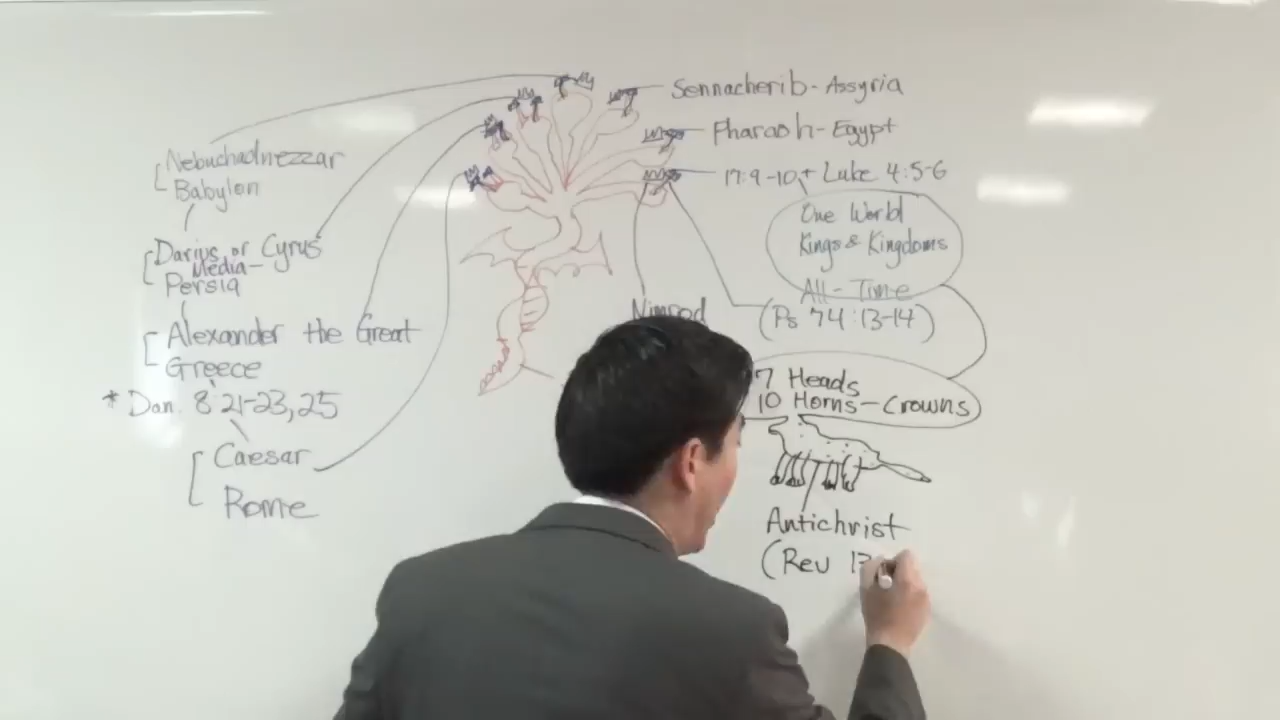 Nebuchadnezzar
Babylon
Darius or Cyrus
Media-
Persia
Alexander the Great
Greece
* Dan. 8:21-23, 25
Caesar
Rome
Sennacherib - Assyria
Pharaoh - Egypt
17:9-10, + Luke 4:5-6
One World
Kings & Kingdoms
All-Time
Nimrod
(Ps 74:13-14)
7 Heads
10 Horns-Crowns
Antichrist
(Rev 13